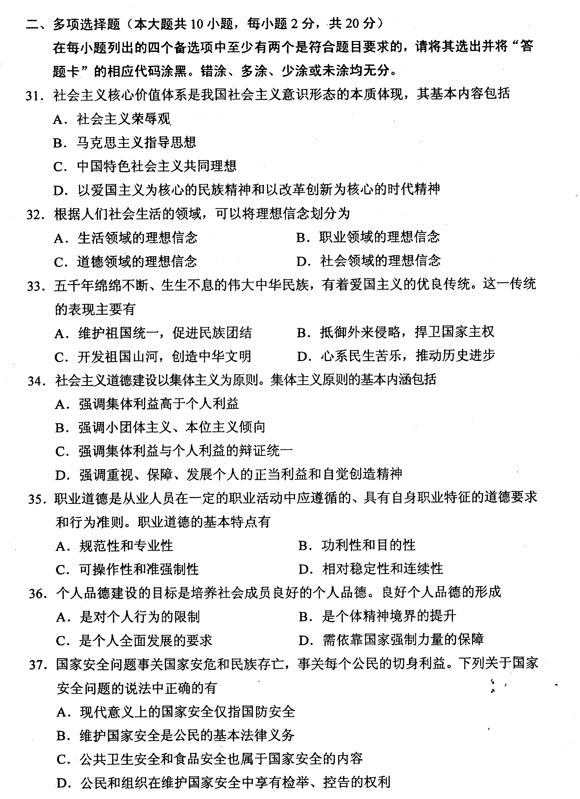 二、多项选择题（本大题共10小题，每小题2分，共20分）
在每小题列出的四个备选项中至少有两个是符合题目要求的，请将其选出并将“答
题卡”的相应代码涂黑。错涂、多涂、少涂或未涂均无分。
31．社会主义核心价值体系是我国社会主义意识形态的本质体现，其基本内容包括
A．社会主义荣辱观
B．马克思主义指导思想
C．中国特色社会主义共同理想
D．以爱国主义为核心的民族精神和以改革创新为核心的时代精神
32．根据人们社会生活的领域，可以将理想信念划分为
A．生活领域的理想信念 B．职业领域的理想信念
C．道德领域的理想信念 D．社会领域的理想信念
33．五千年绵绵不断、生生不息的伟大中华民族，有着爱国主义的优良传统。这一传统
的表现主要有
A．维护祖国统一，促进民族团结 B．抵御外来侵略，捍卫国家主权
C．开发祖国山河，创造中华文明 D．心系民生苦乐，推动历史进步
34．社会主义道德建设以集体主义为原则。集体主义原则的基本内涵包括
A．强调集体利益高于个人利益
B．强调小团体主义、本位主义倾向
C．强调集体利益与个人利益的辩证统一
D．强调重视、保障、发展个人的正当利益和自觉创造精神
35．职业道德是从业人员在一定的职业活动中应遵循的、具有自身职业特征的道德要求
和行为准则。职业道德的基本特点有
A．规范性和专业性 B．功利性和目的性
C．可操作性和准强制性 D．相对稳定性和连续性
36．个人品德建设的目标是培养社会成员良好的个人品德。良好个人品德的形成
A．是对个人行为的限制 B．是个体精神境界的提升
C．是个人全面发展的要求 D．需依靠国家强制力量的保障
37．国家安全问题事关国家安危和民族存亡，事关每个公民的切身利益。下列关于国家
安全问题的说法中正确的有
A．现代意义上的国家安全仅指国防安全
B．维护国家安全是公民的基本法律义务
C．公共卫生安全和食品安全也属于国家安全的内容
D．公民和组织在维护国家安全中享有检举、控告的权利